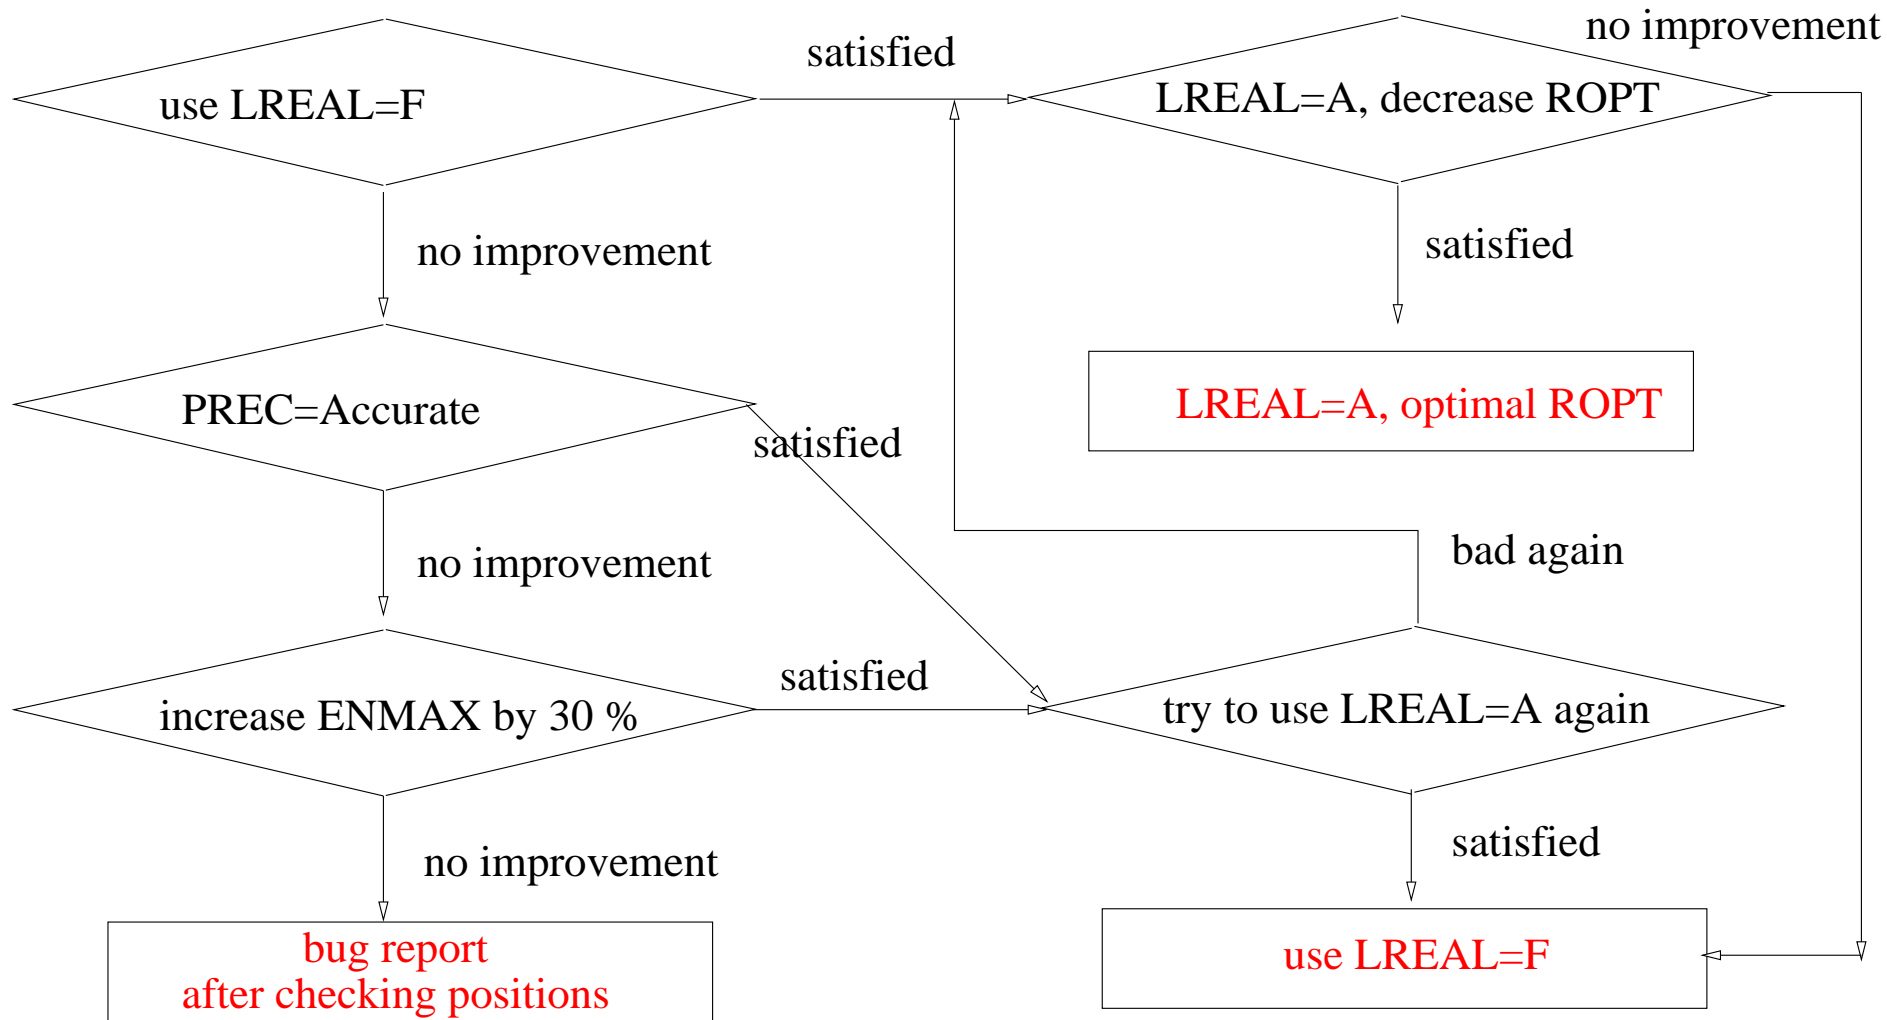 no improvement
satisfied
use LREAL=F
LREAL=A, decrease ROPT
no improvement
satisfied
PREC=Accurate
satisfied
LREAL=A, optimal ROPT
no improvement
bad again
satisfied
increase ENMAX by 30 %
try to use LREAL=A again
no improvement
satisfied
bug report
after checking positions
use LREAL=F